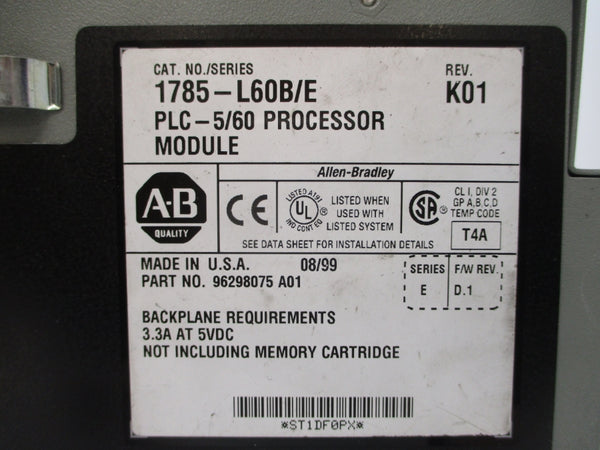 CAT. NO./SERIES REV.
1785-L60B/E K01
PLC-5/60 PROCESSOR
MODULE
Allen-Bradley
A-B
QUALITY
CE
LISTED A197
UL
IND CONT EQ
LISTED WHEN
USED WITH
LISTED SYSTEM
SA
CL I, DIV 2
GP A,B,C,D
TEMP CODE
T4A
SEE DATA SHEET FOR INSTALLATION DETAILS
MADE IN U.S.A. 08/99
PART NO. 96298075 A01
SERIES F/W REV.
E D.1
BACKPLANE REQUIREMENTS
3.3A AT 5VDC
NOT INCLUDING MEMORY CARTRIDGE
*ST1DF0PX*